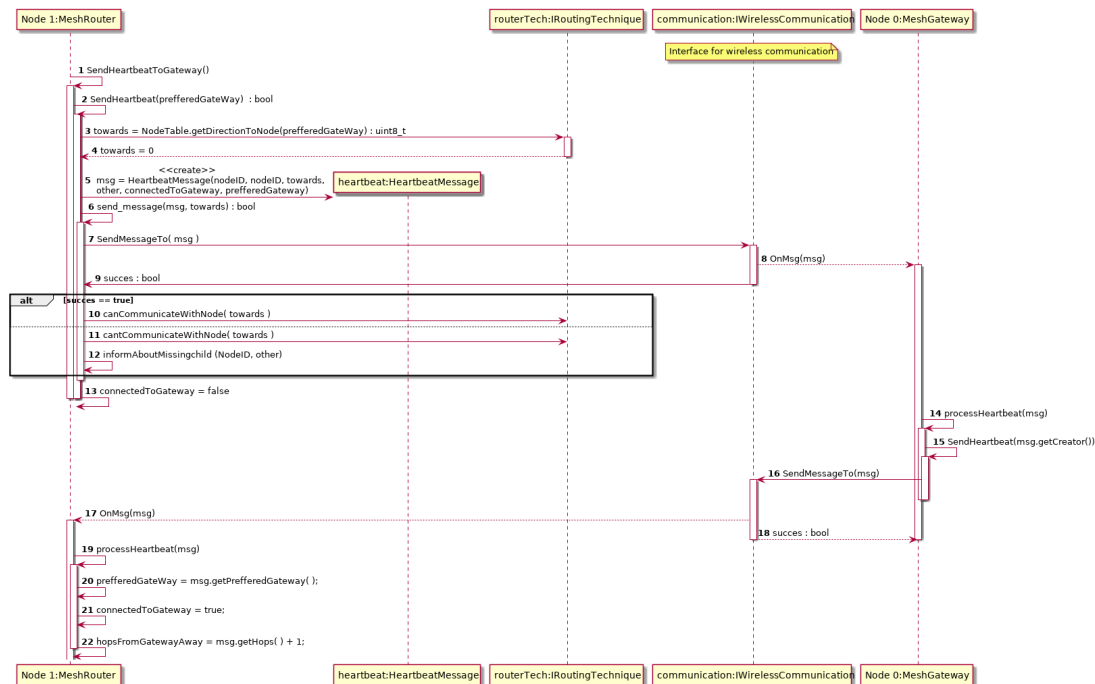 Node 1:MeshRouter
routerTech:IRoutingTechnique
communication:IWirelessCommunication
Node 0:MeshGateway
Interface for wireless communication
1 SendHeartbeatToGateway()
2 SendHeartbeat(prefferedGateWay)  : bool
3 towards = NodeTable.getDirectionToNode(prefferedGateWay) : uint8_t
4 towards = 0
<<create>>
5 msg = HeartbeatMessage(nodeID, nodeID, towards,
other, connectedToGateway, prefferedGateway)
heartbeat:HeartbeatMessage
6 send_message(msg, towards) : bool
7 SendMessageTo( msg )
8 OnMsg(msg)
9 succes : bool
alt [succes == true]
10 canCommunicateWithNode( towards )
11 cantCommunicateWithNode( towards )
12 informAboutMissingchild (NodeID, other)
13 connectedToGateway = false
14 processHeartbeat(msg)
15 SendHeartbeat(msg.getCreator())
16 SendMessageTo(msg)
17 OnMsg(msg)
18 succes : bool
19 processHeartbeat(msg)
20 prefferedGateWay = msg.getPrefferedGateway( );
21 connectedToGateway = true;
22 hopsFromGatewayAway = msg.getHops( ) + 1;
Node 1:MeshRouter
heartbeat:HeartbeatMessage
routerTech:IRoutingTechnique
communication:IWirelessCommunication
Node 0:MeshGateway